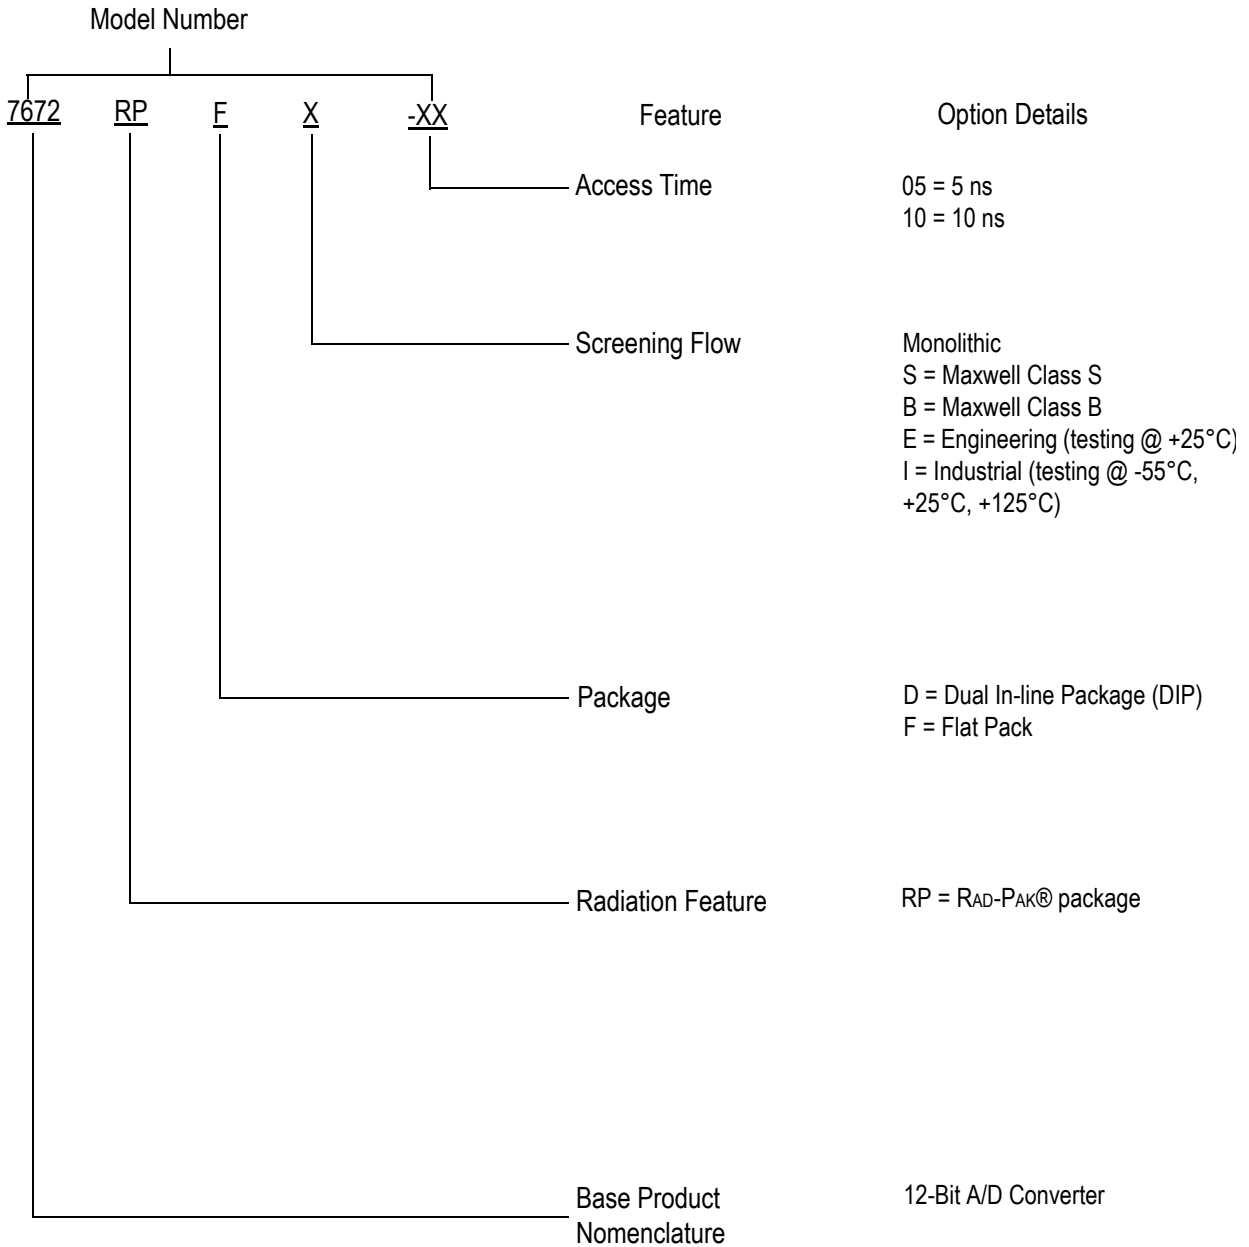 Model Number
7672 RP F X -XX Feature Option Details
Access Time 05 = 5 ns
10 = 10 ns
Screening Flow Monolithic
S = Maxwell Class S
B = Maxwell Class B
E = Engineering (testing @ +25°C)
I = Industrial (testing @ -55°C,
+25°C, +125°C)
Package D = Dual In-line Package (DIP)
F = Flat Pack
Radiation Feature RP = RAD-PAK® package
Base Product 12-Bit A/D Converter
Nomenclature